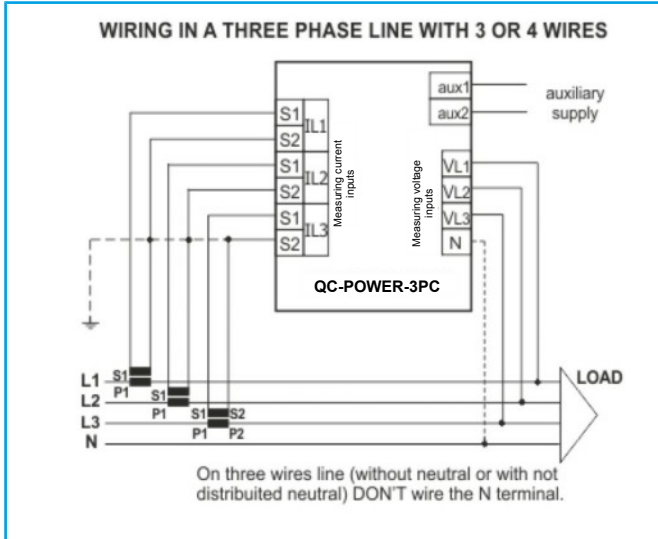 WIRING IN A THREE PHASE LINE WITH 3 OR 4 WIRES
S1
S2
IL1
S1
S2
IL2
S1
S2
IL3
Measuring current
inputs
aux1
aux2
auxiliary
supply
Measuring voltage
inputs
VL1
VL2
VL3
N
QC-POWER-3PC
L1
S1
P1
L2
S1
P1
L3
S1 S2
P1 P2
N
LOAD
On three wires line (without neutral or with not
distribuited neutral) DON'T wire the N terminal.